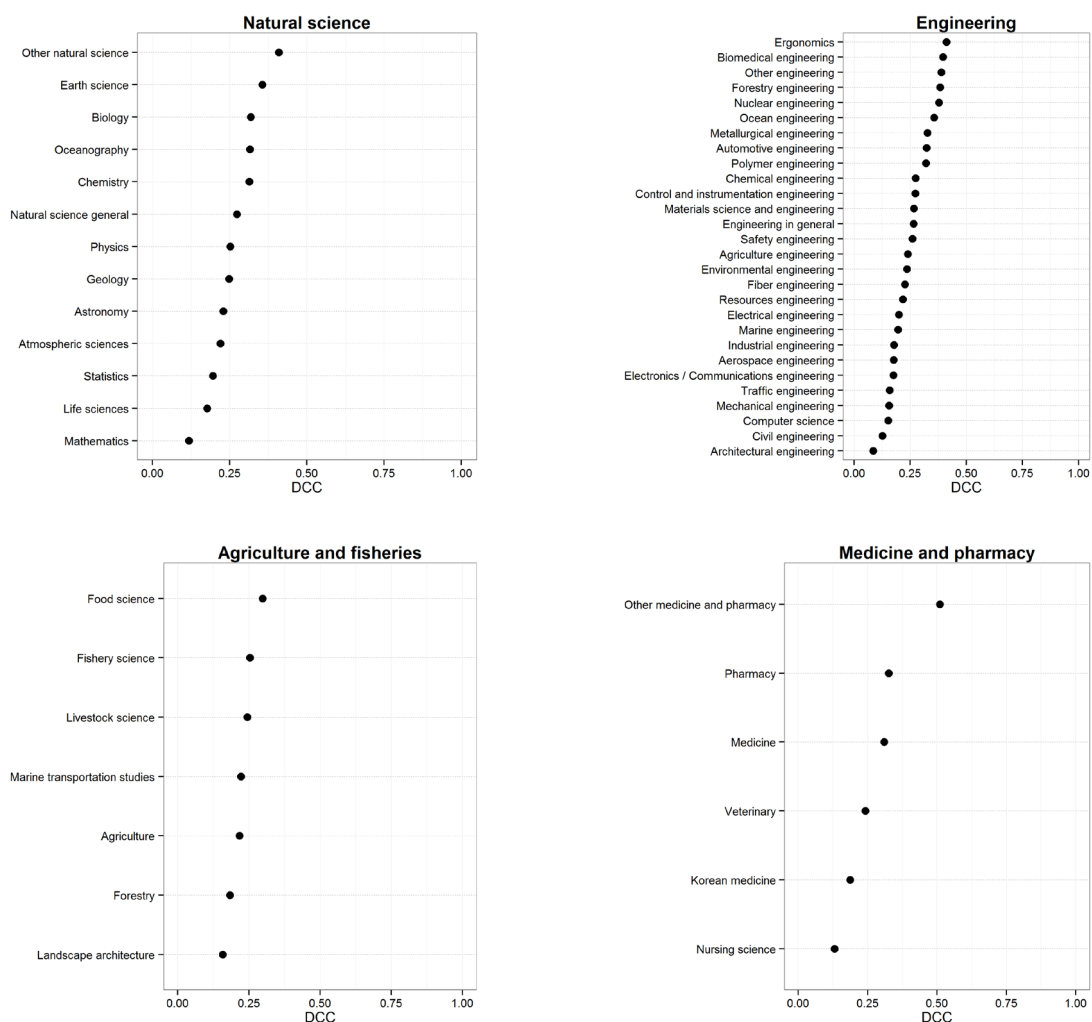 Natural science
Other natural science
Earth science
Biology
Oceanography
Chemistry
Natural science general
Physics
Geology
Astronomy
Atmospheric sciences
Statistics
Life sciences
Mathematics
0.00 0.25 0.50 0.75 1.00
DCC
Engineering
Ergonomics
Biomedical engineering
Other engineering
Forestry engineering
Nuclear engineering
Ocean engineering
Metallurgical engineering
Automotive engineering
Polymer engineering
Chemical engineering
Control and instrumentation engineering
Materials science and engineering
Engineering in general
Safety engineering
Agriculture engineering
Environmental engineering
Fiber engineering
Resources engineering
Electrical engineering
Marine engineering
Industrial engineering
Aerospace engineering
Electronics / Communications engineering
Traffic engineering
Mechanical engineering
Computer science
Civil engineering
Architectural engineering
0.00 0.25 0.50 0.75 1.00
DCC
Agriculture and fisheries
Food science
Fishery science
Livestock science
Marine transportation studies
Agriculture
Forestry
Landscape architecture
0.00 0.25 0.50 0.75 1.00
DCC
Medicine and pharmacy
Other medicine and pharmacy
Pharmacy
Medicine
Veterinary
Korean medicine
Nursing science
0.00 0.25 0.50 0.75 1.00
DCC